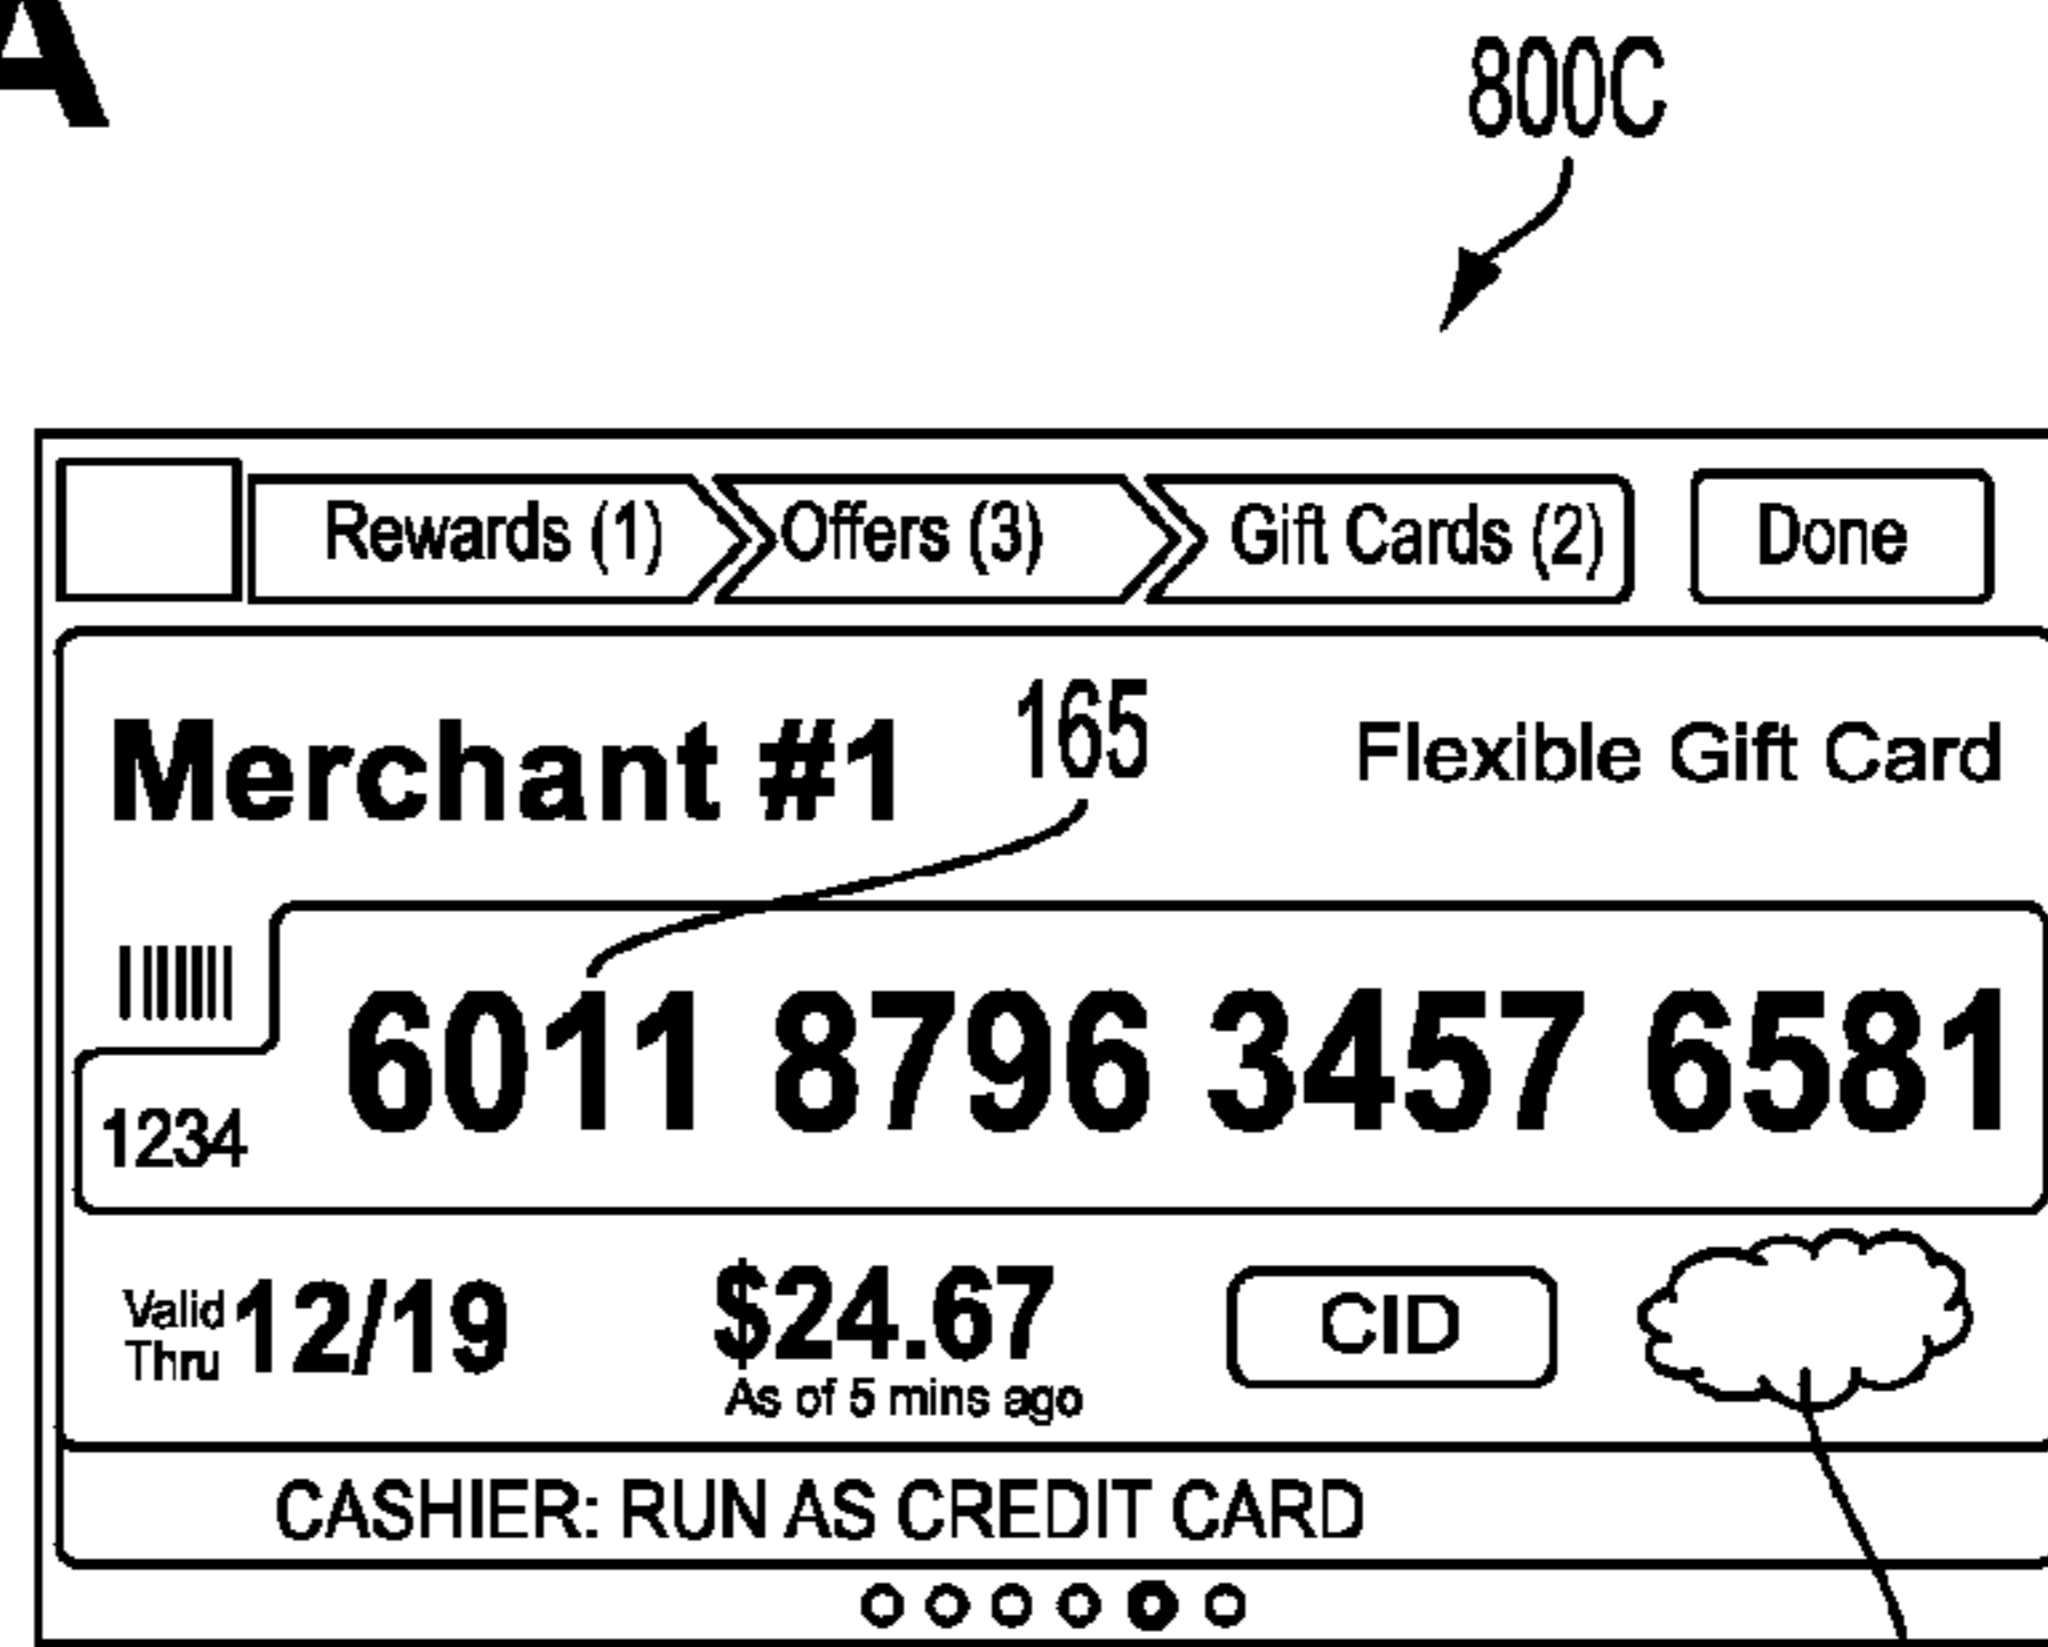 A
800C
Rewards (1) Offers (3) Gift Cards (2) Done
Merchant #1 165 Flexible Gift Card
6011 8796 3457 6581
1234
Valid Thru 12/19 $24.67 CID
As of 5 mins ago
CASHIER: RUN AS CREDIT CARD